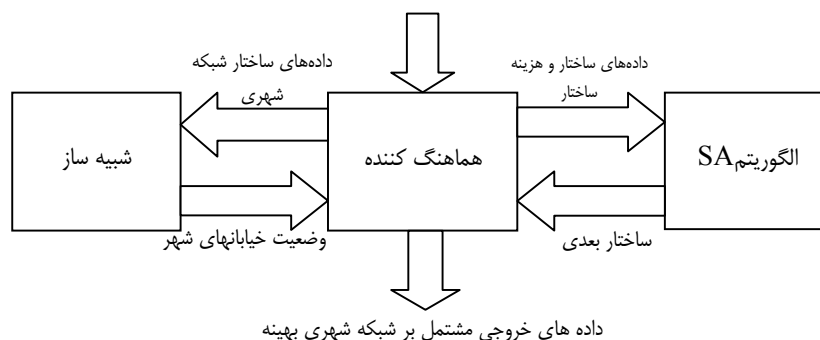 داده‌های ساختار و هزینه
ساختار
داده‌های ساختار شبکه
شهری
الگوریتمSA
هماهنگ کننده
شبیه ساز
ساختار بعدی
وضعیت خیابانهای شهر
داده های خروجی مشتمل بر شبکه شهری بهینه